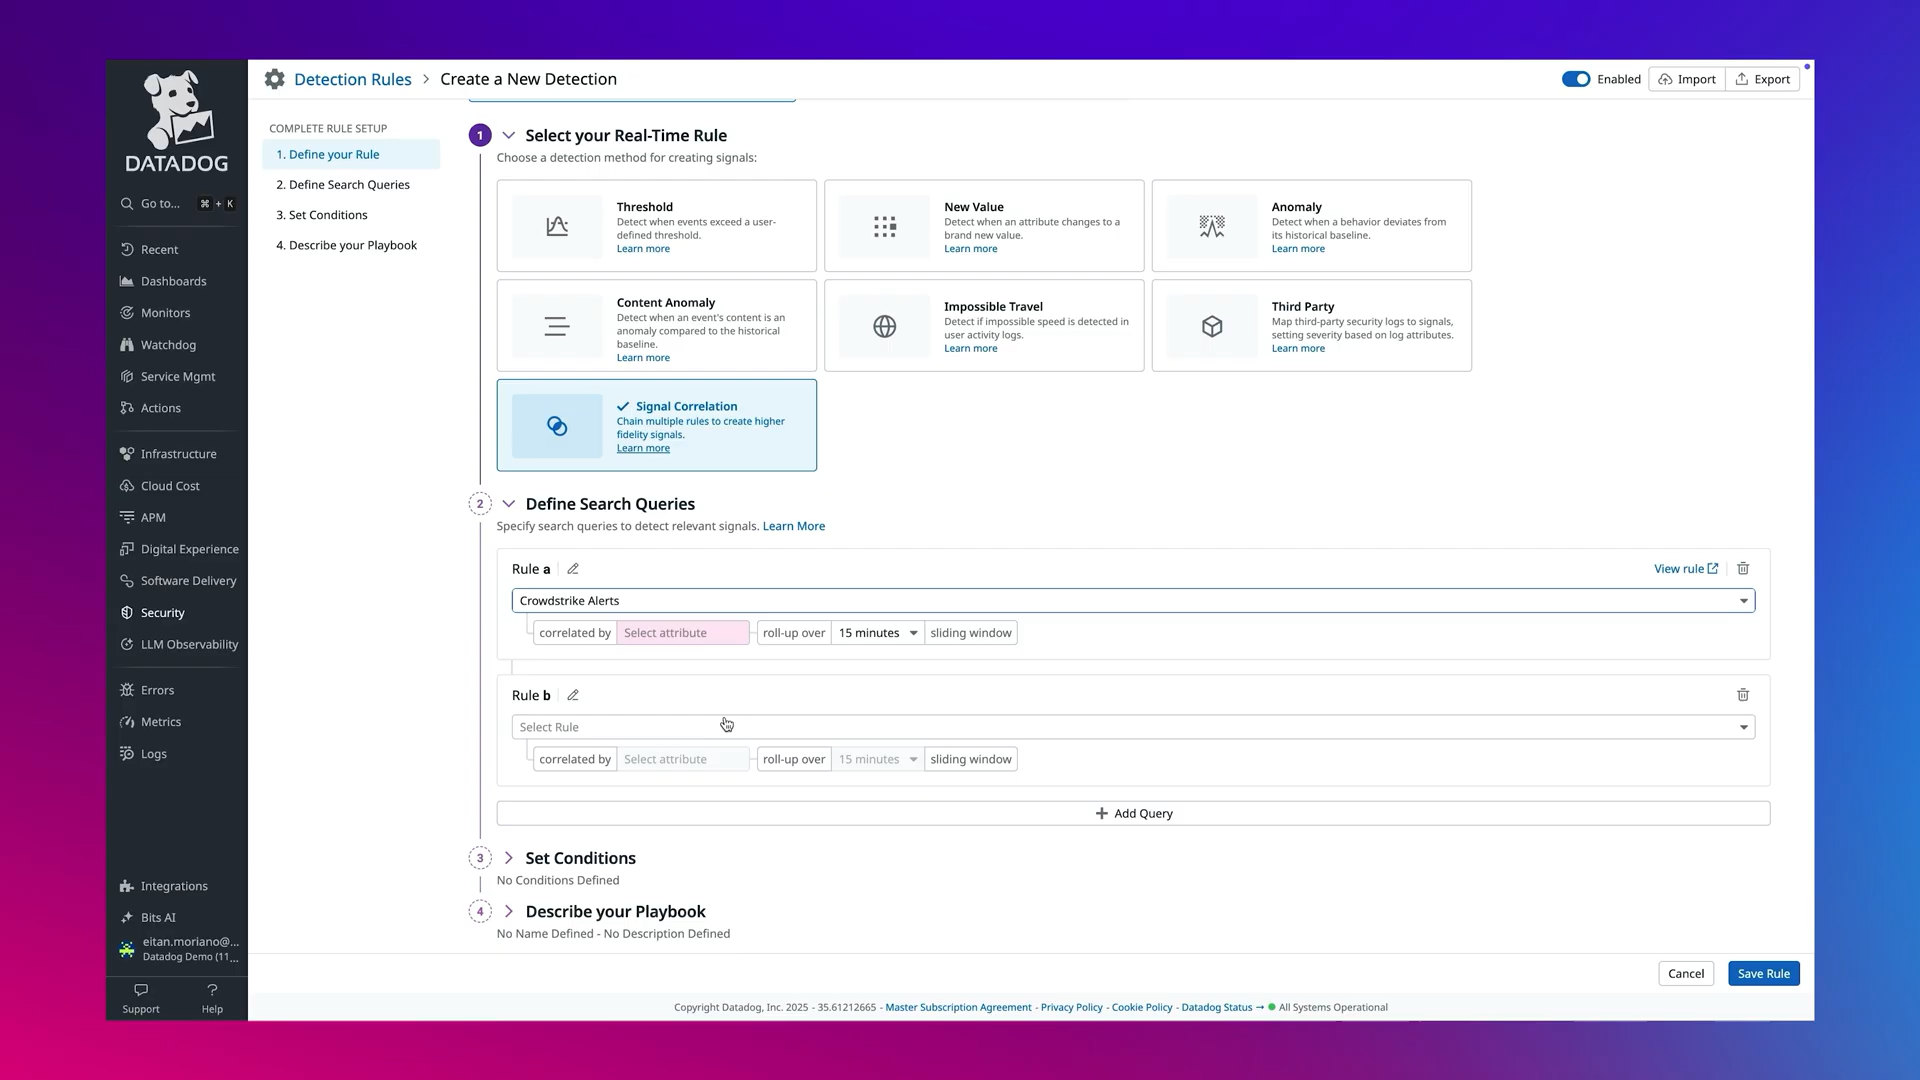 DATADOG
Go to... ⌘ + K
Recent
Dashboards
Monitors
Watchdog
Service Mgmt
Actions
Infrastructure
Cloud Cost
APM
Digital Experience
Software Delivery
Security
LLM Observability
Errors
Metrics
Logs
Integrations
Bits AI
eitan.moriano@...
Datadog Demo (11...
Support
Help
Detection Rules > Create a New Detection
Enabled
Import
Export
COMPLETE RULE SETUP
1. Define your Rule
2. Define Search Queries
3. Set Conditions
4. Describe your Playbook
1 Select your Real-Time Rule
Choose a detection method for creating signals:
Threshold
Detect when events exceed a user-
defined threshold.
Learn more
New Value
Detect when an attribute changes to a
brand new value.
Learn more
Anomaly
Detect when a behavior deviates from
its historical baseline.
Learn more
Content Anomaly
Detect when an event's content is an
anomaly compared to the historical
baseline.
Learn more
Impossible Travel
Detect if impossible speed is detected in
user activity logs.
Learn more
Third Party
Map third-party security logs to signals,
setting severity based on log attributes.
Learn more
Signal Correlation
Chain multiple rules to create higher
fidelity signals.
Learn more
2 Define Search Queries
Specify search queries to detect relevant signals. Learn More
Rule a
View rule
Crowdstrike Alerts
correlated by Select attribute roll-up over 15 minutes sliding window
Rule b
Select Rule
correlated by Select attribute roll-up over 15 minutes sliding window
+ Add Query
3 Set Conditions
No Conditions Defined
4 Describe your Playbook
No Name Defined - No Description Defined
Cancel
Save Rule
Copyright Datadog, Inc. 2025 - 35.61212665 - Master Subscription Agreement - Privacy Policy - Cookie Policy - Datadog Status → All Systems Operational